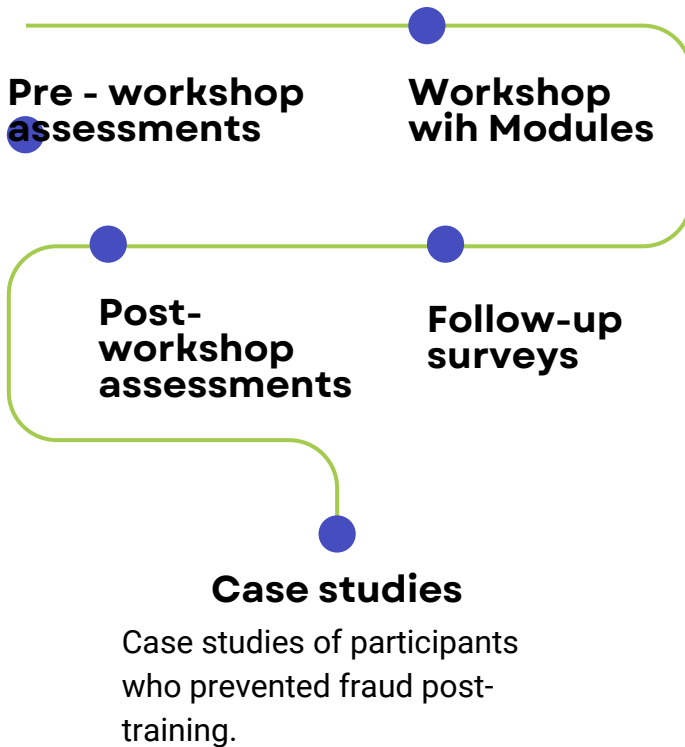 Pre - workshop
assessments
Workshop
wih Modules
Post-
workshop
assessments
Follow-up
surveys
Case studies
Case studies of participants
who prevented fraud post-
training.